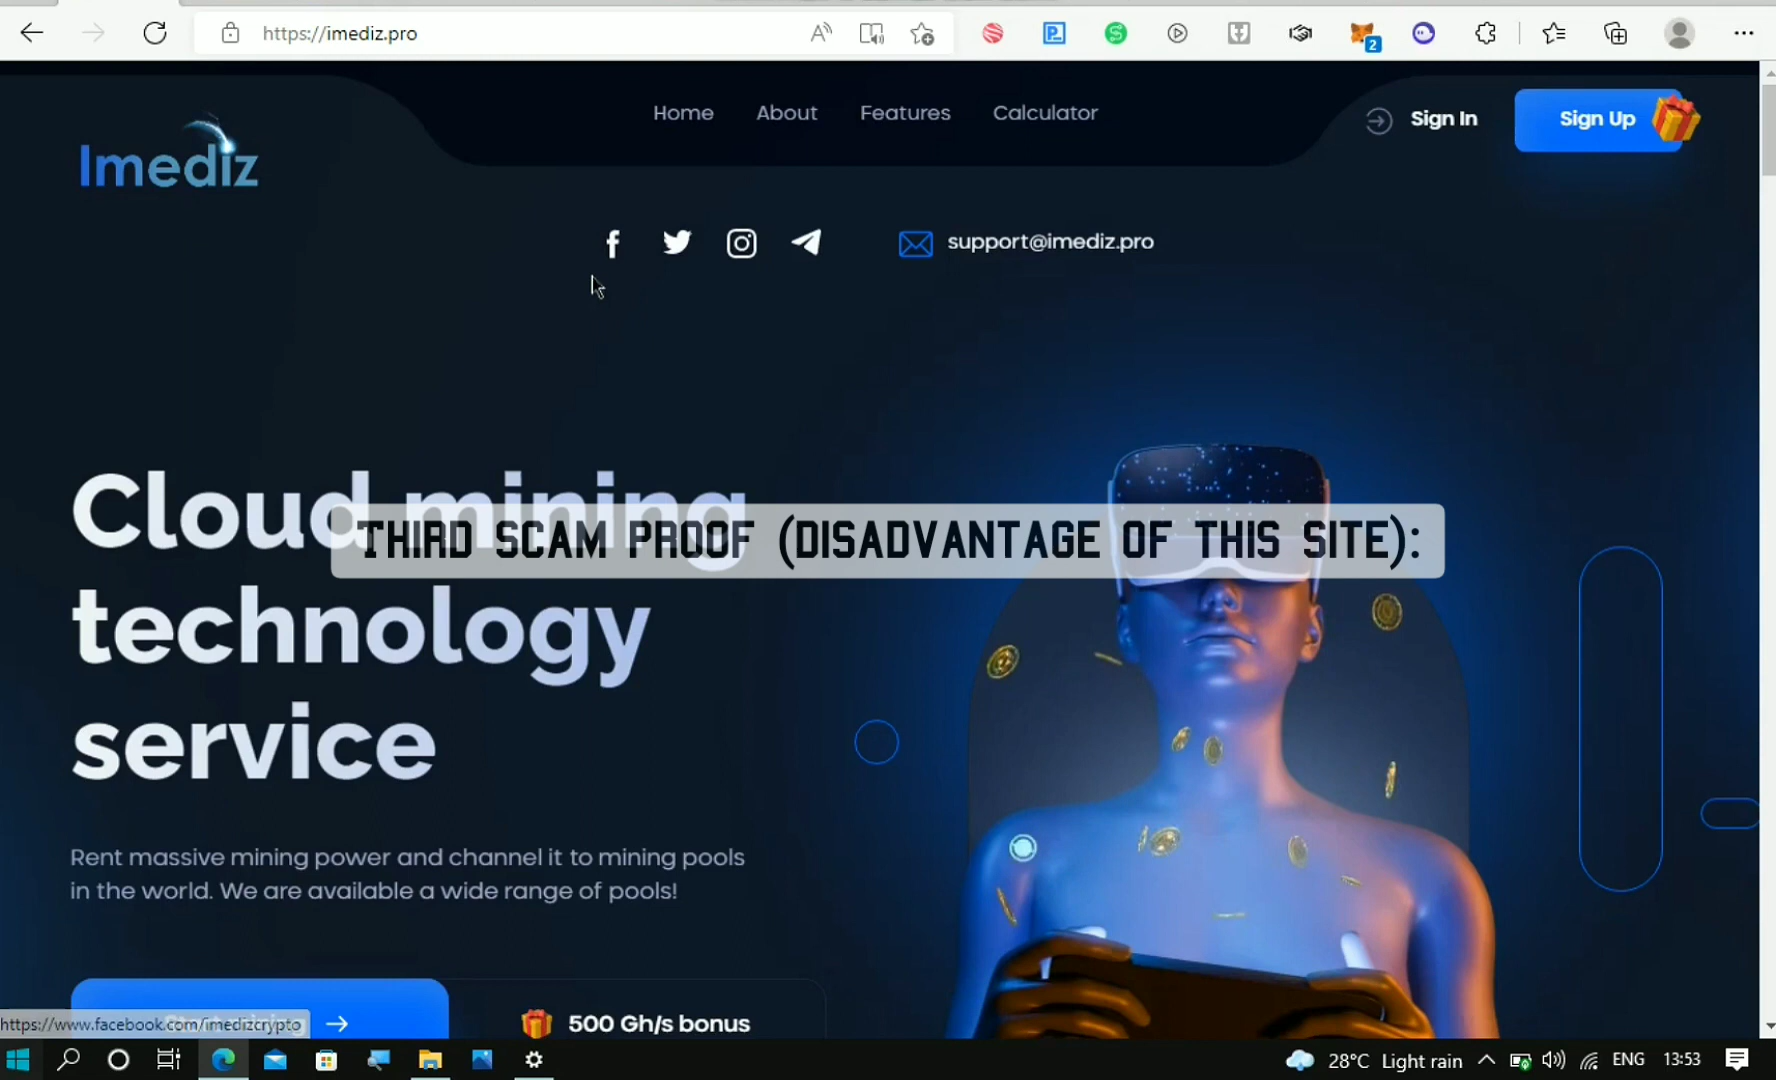 https://imediz.pro
2
Home About Features Calculator
Sign In
Sign Up
Imediz
support@imediz.pro
Cloud mining
technology
service
THIRD SCAM PROOF (DISADVANTAGE OF THIS SITE):
Rent massive mining power and channel it to mining pools
in the world. We are available a wide range of pools!
500 Gh/s bonus
https://www.facebook.com/imedizcrypto
28°C Light rain
ENG
13:53